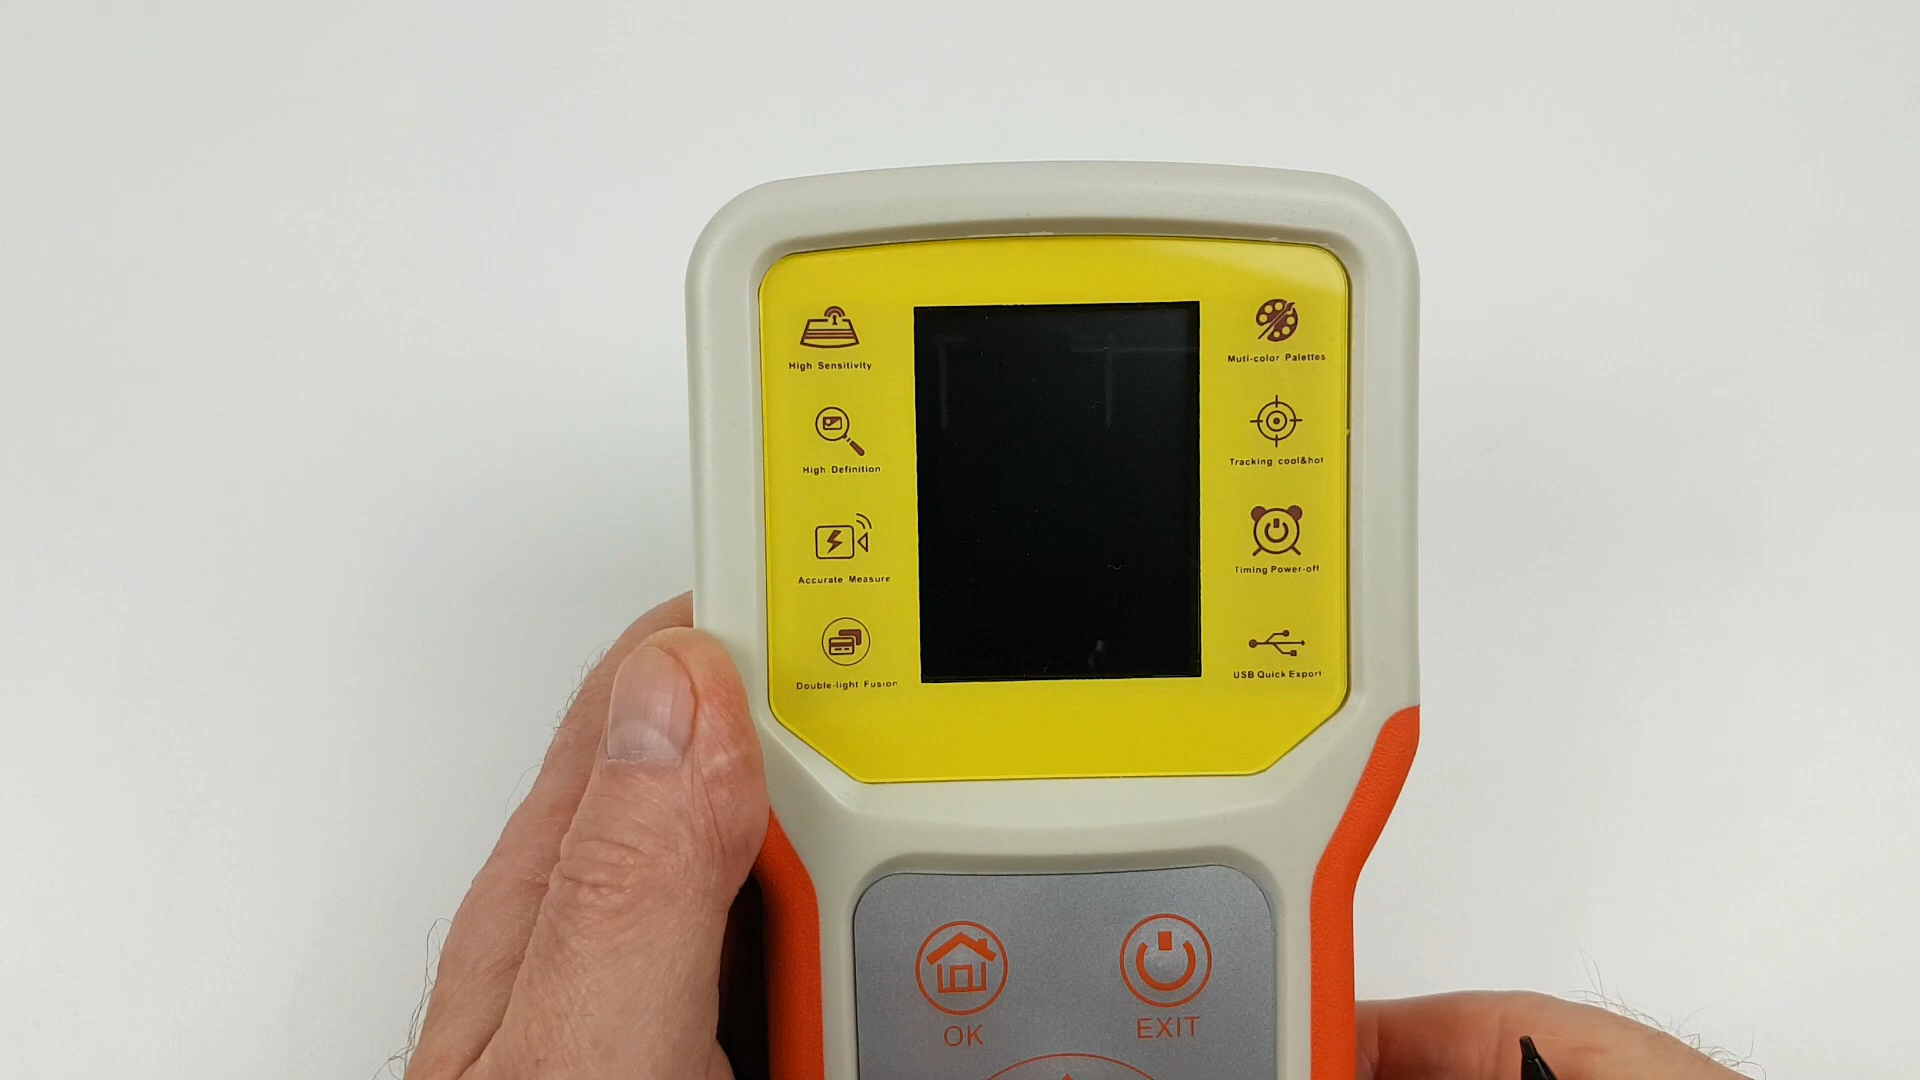 High Sensitivity
High Definition
Accurate Measure
Double-light Fusion
Muti-color Palettes
Tracking cool&hot
Timing Power-off
USB Quick Export
OK
EXIT